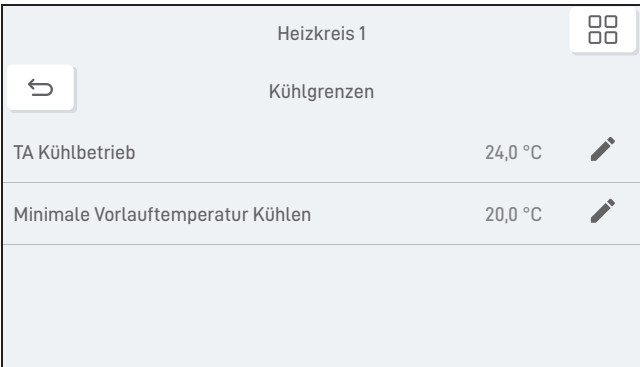 Heizkreis 1
Kühlgrenzen
TA Kühlbetrieb 24,0 °C
Minimale Vorlauftemperatur Kühlen 20,0 °C